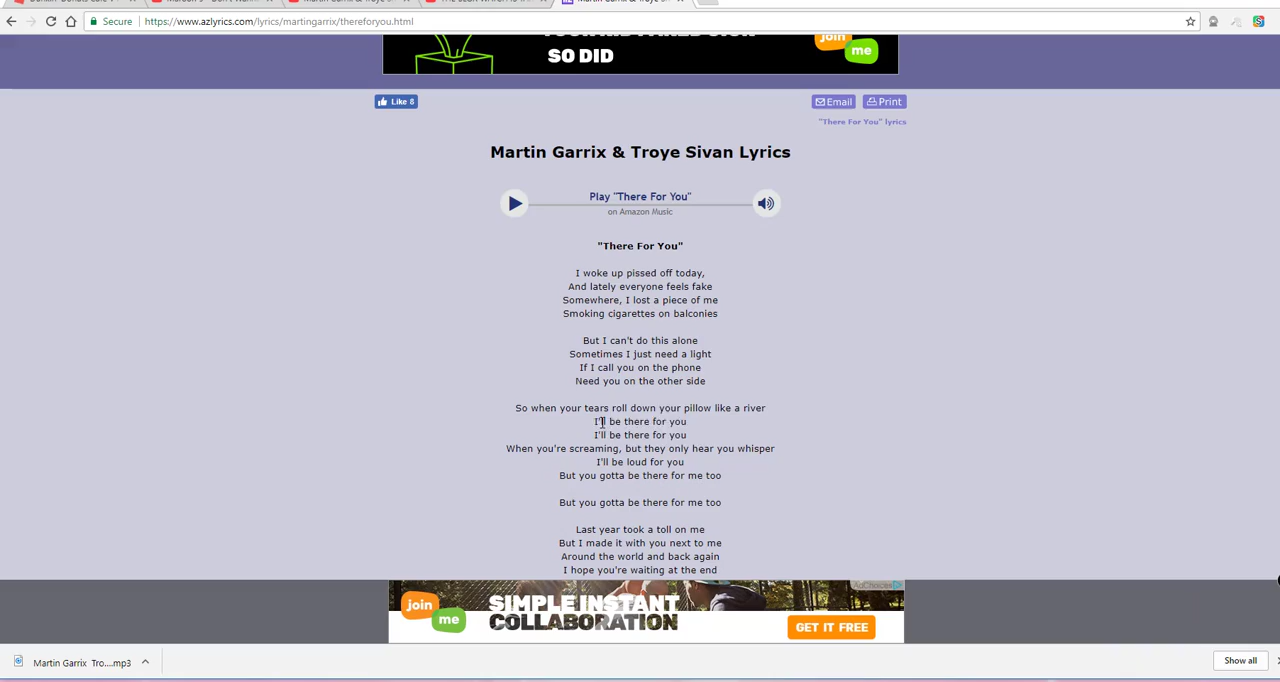 Martin Garrix & Troye Siv
Secure
https://www.azlyrics.com/lyrics/martingarrix/thereforyou.html
SO DID
join
me
Like 8
Email
Print
"There For You" lyrics
Martin Garrix & Troye Sivan Lyrics
Play "There For You"
on Amazon Music
"There For You"
I woke up pissed off today,
And lately everyone feels fake
Somewhere, I lost a piece of me
Smoking cigarettes on balconies
But I can't do this alone
Sometimes I just need a light
If I call you on the phone
Need you on the other side
So when your tears roll down your pillow like a river
I'll be there for you
I'll be there for you
When you're screaming, but they only hear you whisper
I'll be loud for you
But you gotta be there for me too
But you gotta be there for me too
Last year took a toll on me
But I made it with you next to me
Around the world and back again
I hope you're waiting at the end
AdChoices
join
me
SIMPLE INSTANT
COLLABORATION
GET IT FREE
Martin Garrix Tro....mp3
Show all